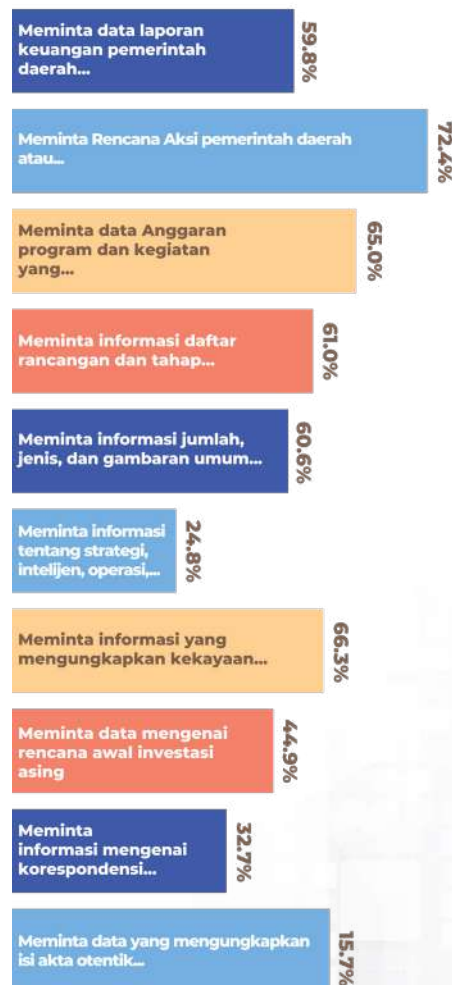 Meminta data laporan
keuangan pemerintah
daerah...
59.8%
Meminta Rencana Aksi pemerintah daerah
atau...
72.4%
Meminta data Anggaran
program dan kegiatan
yang...
65.0%
Meminta informasi daftar
rancangan dan tahap...
61.0%
Meminta informasi jumlah,
jenis, dan gambaran umum...
60.6%
Meminta informasi
tentang strategi,
intelijen, operasi,...
24.8%
Meminta informasi yang
mengungkapkan kekayaan...
66.3%
Meminta data mengenai
rencana awal investasi
asing
44.9%
Meminta
informasi mengenai
korespondensi...
32.7%
Meminta data yang mengungkapkan
isi akta otentik...
15.7%